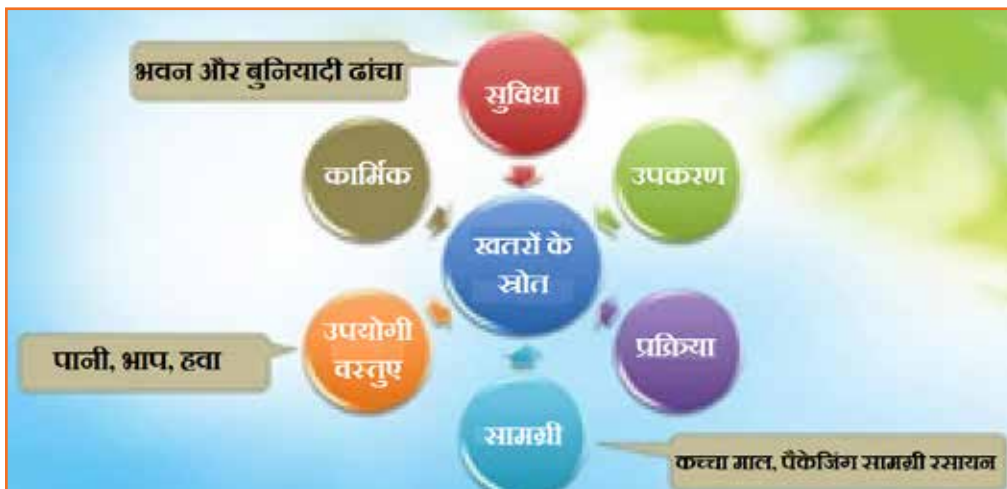 भवन और बुनियादी ढांचा
सुविधा
कार्मिक
उपकरण
खतरों के
स्रोत
उपयोगी
वस्तुए
प्रक्रिया
पानी, भाप, हवा
सामग्री
कच्चा माल, पैकेजिंग सामग्री रसायन